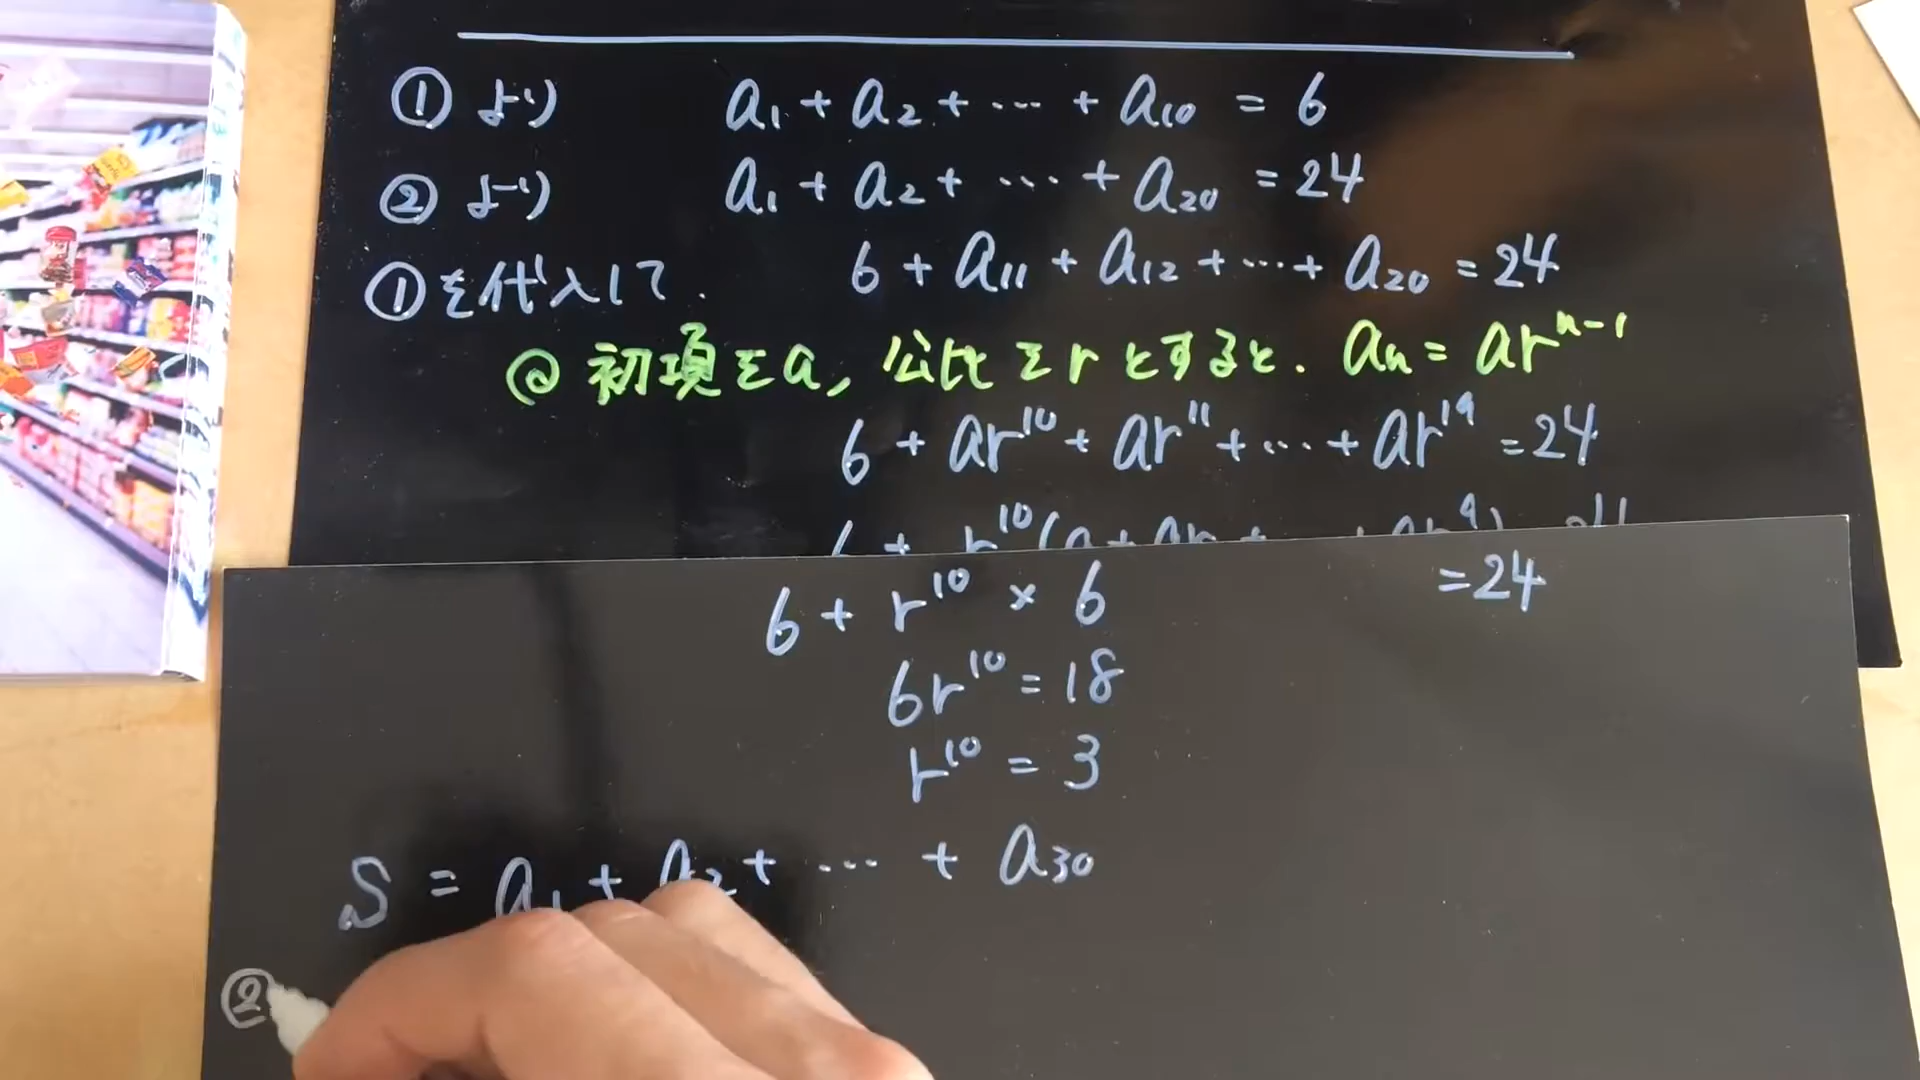 ①より a₁ + a₂ + … + a₁₀ = 6
②より a₁ + a₂ + … + a₂₀ = 24
①を代入して. 6 + a₁₁ + a₁₂ + … + a₂₀ = 24
@ 初項をa, 公比をrとすると. aₙ = arⁿ⁻¹
6 + ar¹⁰ + ar¹¹ + … + ar¹⁹ = 24
6 + r¹⁰ × 6 = 24
6r¹⁰ = 18
r¹⁰ = 3
S = a₁ + a₂ + … + a₃₀
②